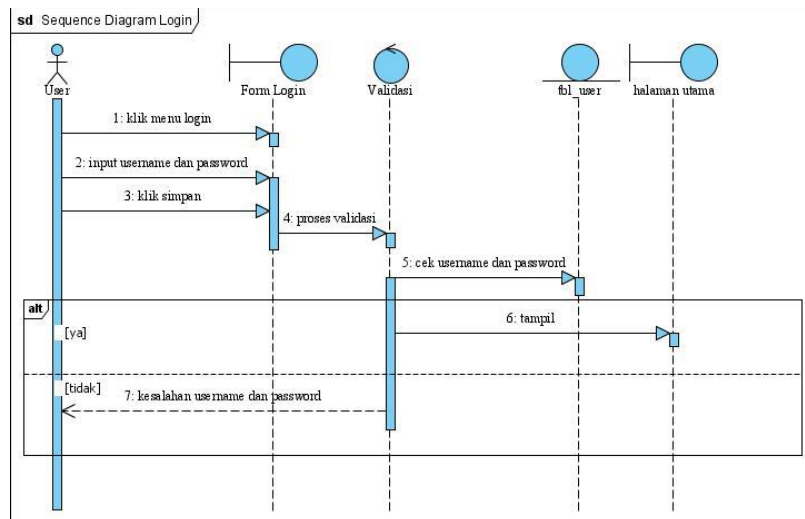 sd Sequence Diagram Login
User
Form Login
Validasi
tbl_user
halaman utama
1: klik menu login
2: input username dan password
3: klik simpan
4: proses validasi
5: cek username dan password
alt
6: tampil
[ya]
[tidak]
7: kesalahan username dan password